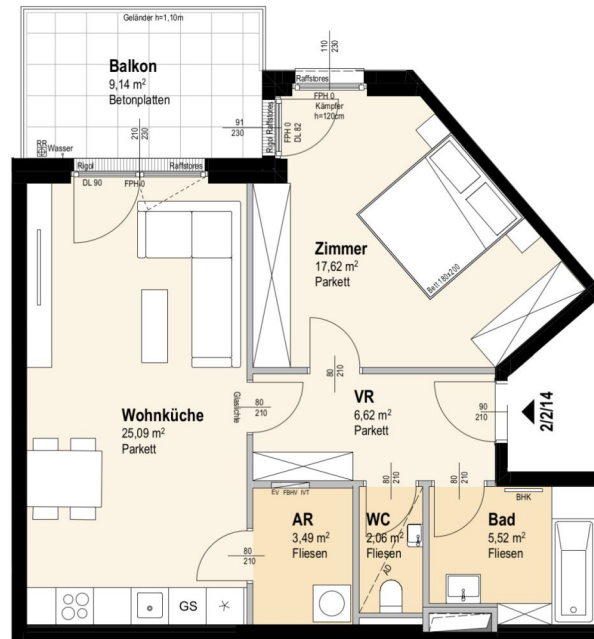 Geländer h=1,10m
Balkon
9,14 m²
Betonplatten
110
230
Raffstores
FPH 0
Kämpfer
h=120cm
91
230
Rigol Raffstores
FPH 0
DL 82
210
230
Wasser
Rigol
Raffstores
DL 90
FPH 0
Zimmer
17,62 m²
Parkett
Bett 180x200
80
210
VR
6,62 m²
Parkett
Glaslichte
80
210
90
210
2/2/14
Wohnküche
25,09 m²
Parkett
80
210
80
210
EV FBHV IVT
BHK
AR
3,49 m²
Fliesen
WC
2,06 m²
Fliesen
AD
Bad
5,52 m²
Fliesen
80
210
GS